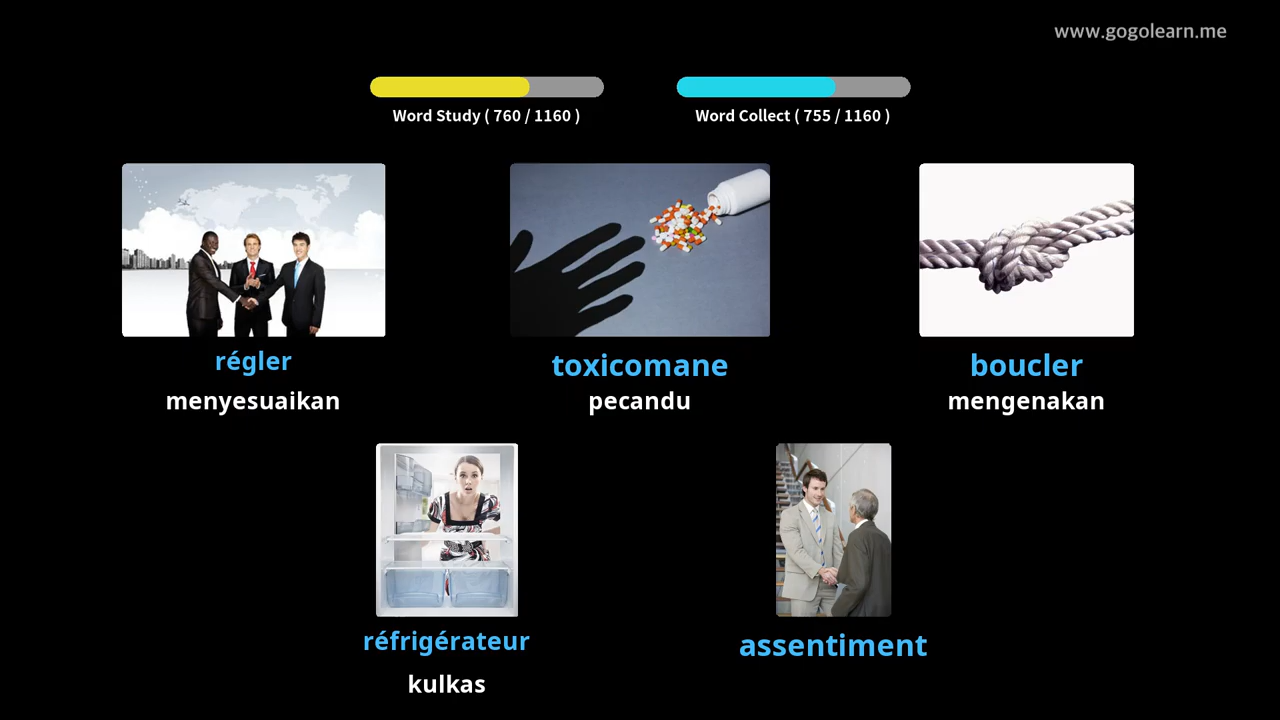 www.gogolearn.me
Word Study ( 760 / 1160 )
Word Collect ( 755 / 1160 )
régler
toxicomane
boucler
menyesuaikan
pecandu
mengenakan
réfrigérateur
assentiment
kulkas